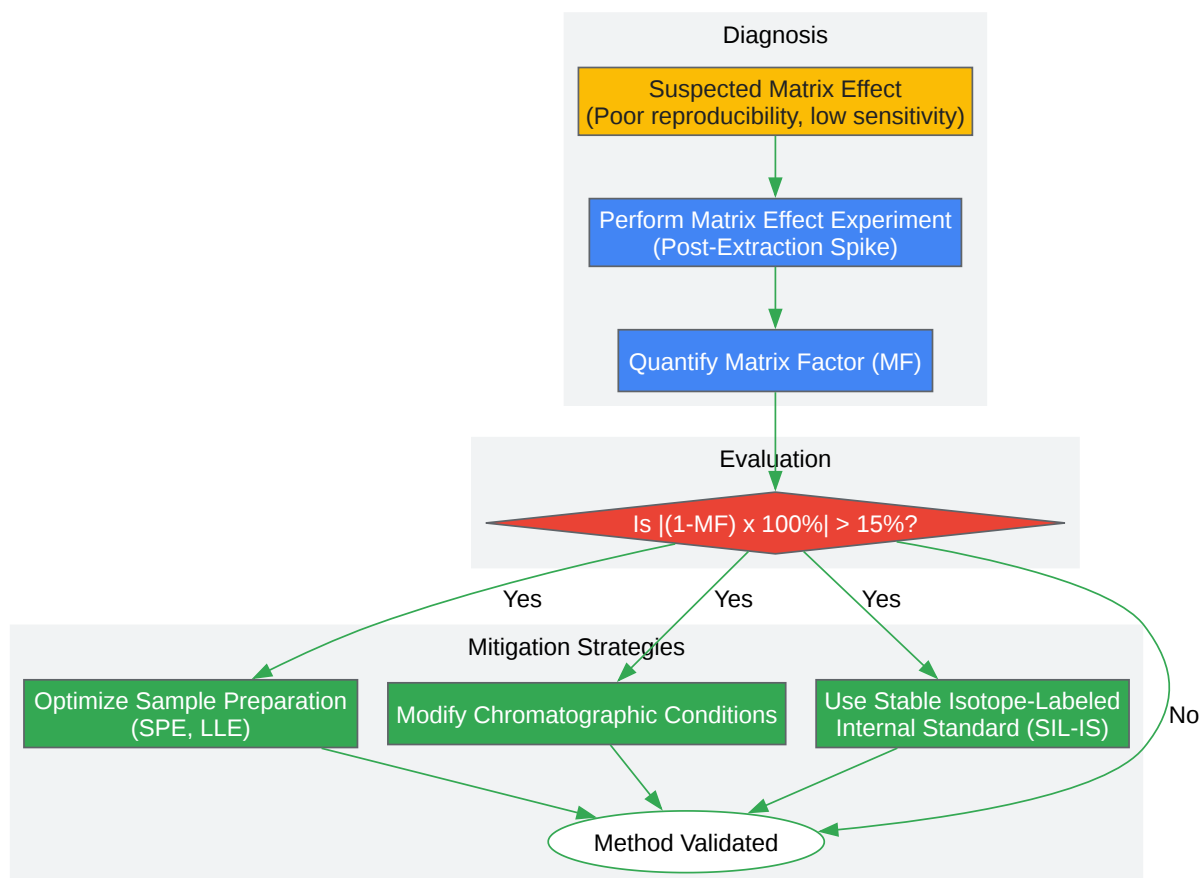 Diagnosis
Suspected Matrix Effect
(Poor reproducibility, low sensitivity)
Perform Matrix Effect Experiment
(Post-Extraction Spike)
Quantify Matrix Factor (MF)
Evaluation
Is |(1-MF) x 100%| > 15%?
Yes
Yes
Yes
Mitigation Strategies
Optimize Sample Preparation
(SPE, LLE)
Modify Chromatographic Conditions
Use Stable Isotope-Labeled
Internal Standard (SIL-IS)
No
Method Validated